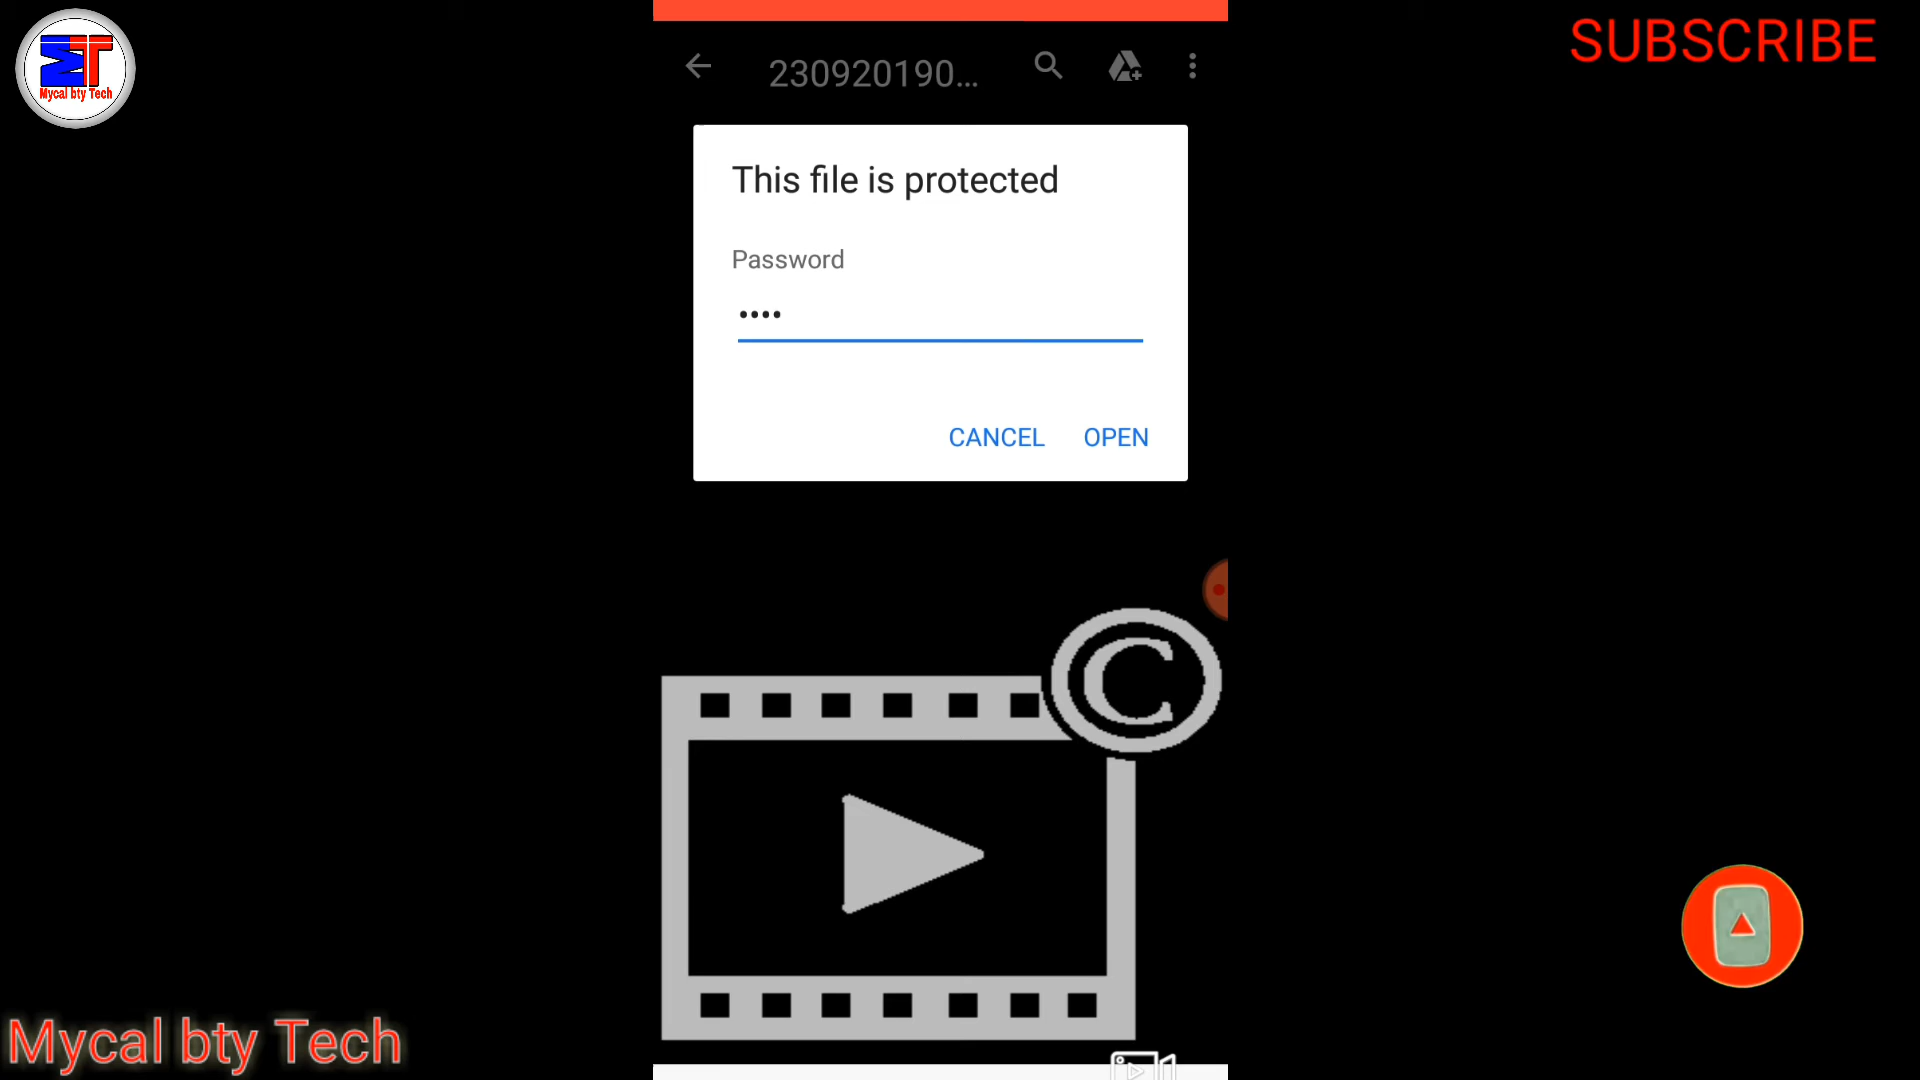 Mycal bty Tech
SUBSCRIBE
230920190...
This file is protected
Password
••••
CANCEL OPEN
©
Mycal bty Tech